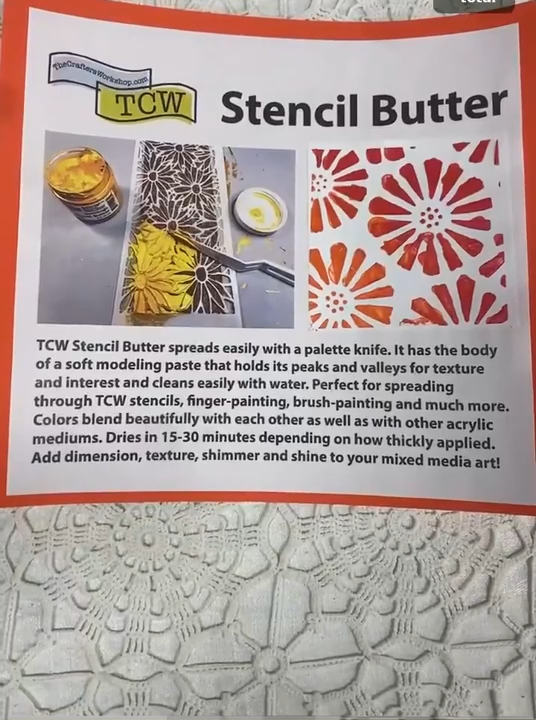 total
TheCraftersWorkshop.com
TCW
Stencil Butter
TCW Stencil Butter spreads easily with a palette knife. It has the body
of a soft modeling paste that holds its peaks and valleys for texture
and interest and cleans easily with water. Perfect for spreading
through TCW stencils, finger-painting, brush-painting and much more.
Colors blend beautifully with each other as well as with other acrylic
mediums. Dries in 15-30 minutes depending on how thickly applied.
Add dimension, texture, shimmer and shine to your mixed media art!